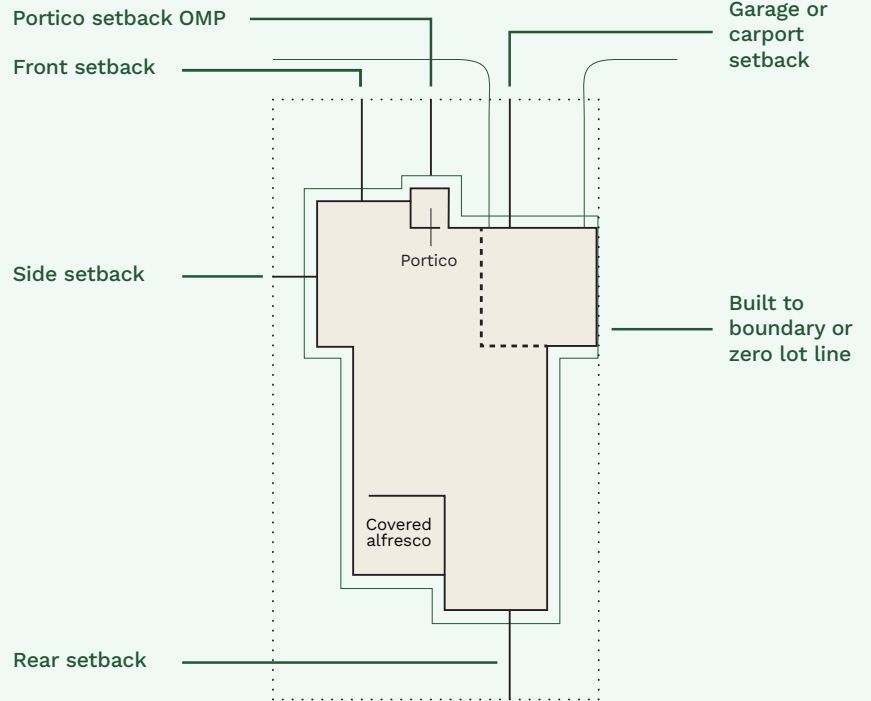 Portico setback OMP
Garage or
carport
setback
Front setback
Portico
Side setback
Built to
boundary or
zero lot line
Covered
alfresco
Rear setback